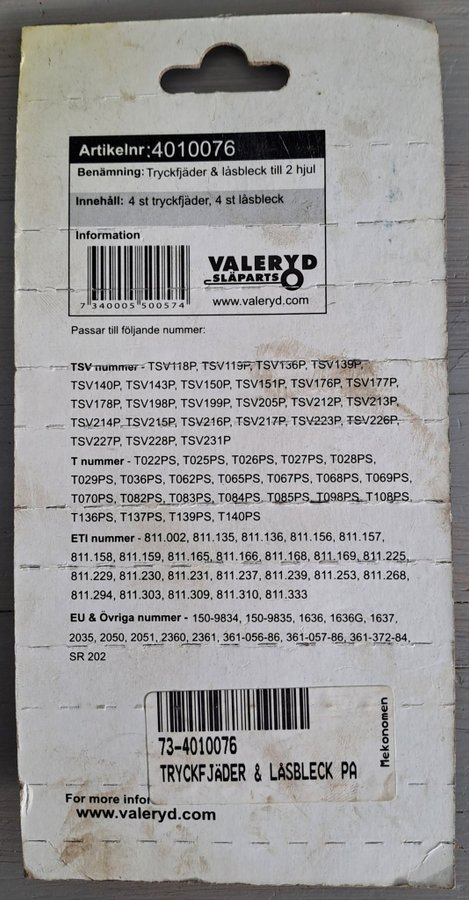 Artikelnr:4010076
Benämning: Tryckfjäder & låsbleck till 2 hjul
Innehåll: 4 st tryckfjäder, 4 st låsbleck
Information
VALERYD
SLÄPARTS
7 340005 500574
www.valeryd.com
Passar till följande nummer:
TSV nummer - TSV118P, TSV119P, TSV136P, TSV139P,
TSV140P, TSV143P, TSV150P, TSV151P, TSV176P, TSV177P,
TSV178P, TSV198P, TSV199P, TSV205P, TSV212P, TSV213P,
TSV214P, TSV215P, TSV216P, TSV217P, TSV223P, TSV226P,
TSV227P, TSV228P, TSV231P
T nummer - T022PS, T025PS, T026PS, T027PS, T028PS,
T029PS, T036PS, T062PS, T065PS, T067PS, T068PS, T069PS,
T070PS, T082PS, T083PS, T084PS, T085PS, T098PS, T108PS,
T136PS, T137PS, T139PS, T140PS
ETI nummer - 811.002, 811.135, 811.136, 811.156, 811.157,
811.158, 811.159, 811.165, 811.166, 811.168, 811.169, 811.225,
811.229, 811.230, 811.231, 811.237, 811.239, 811.253, 811.268,
811.294, 811.303, 811.309, 811.310, 811.333
EU & Övriga nummer - 150-9834, 150-9835, 1636, 1636G, 1637,
2035, 2050, 2051, 2360, 2361, 361-056-86, 361-057-86, 361-372-84,
SR 202
73-4010076
TRYCKFJÄDER & LÅSBLECK PA
Mekonomen
For more infor
www.valeryd.com